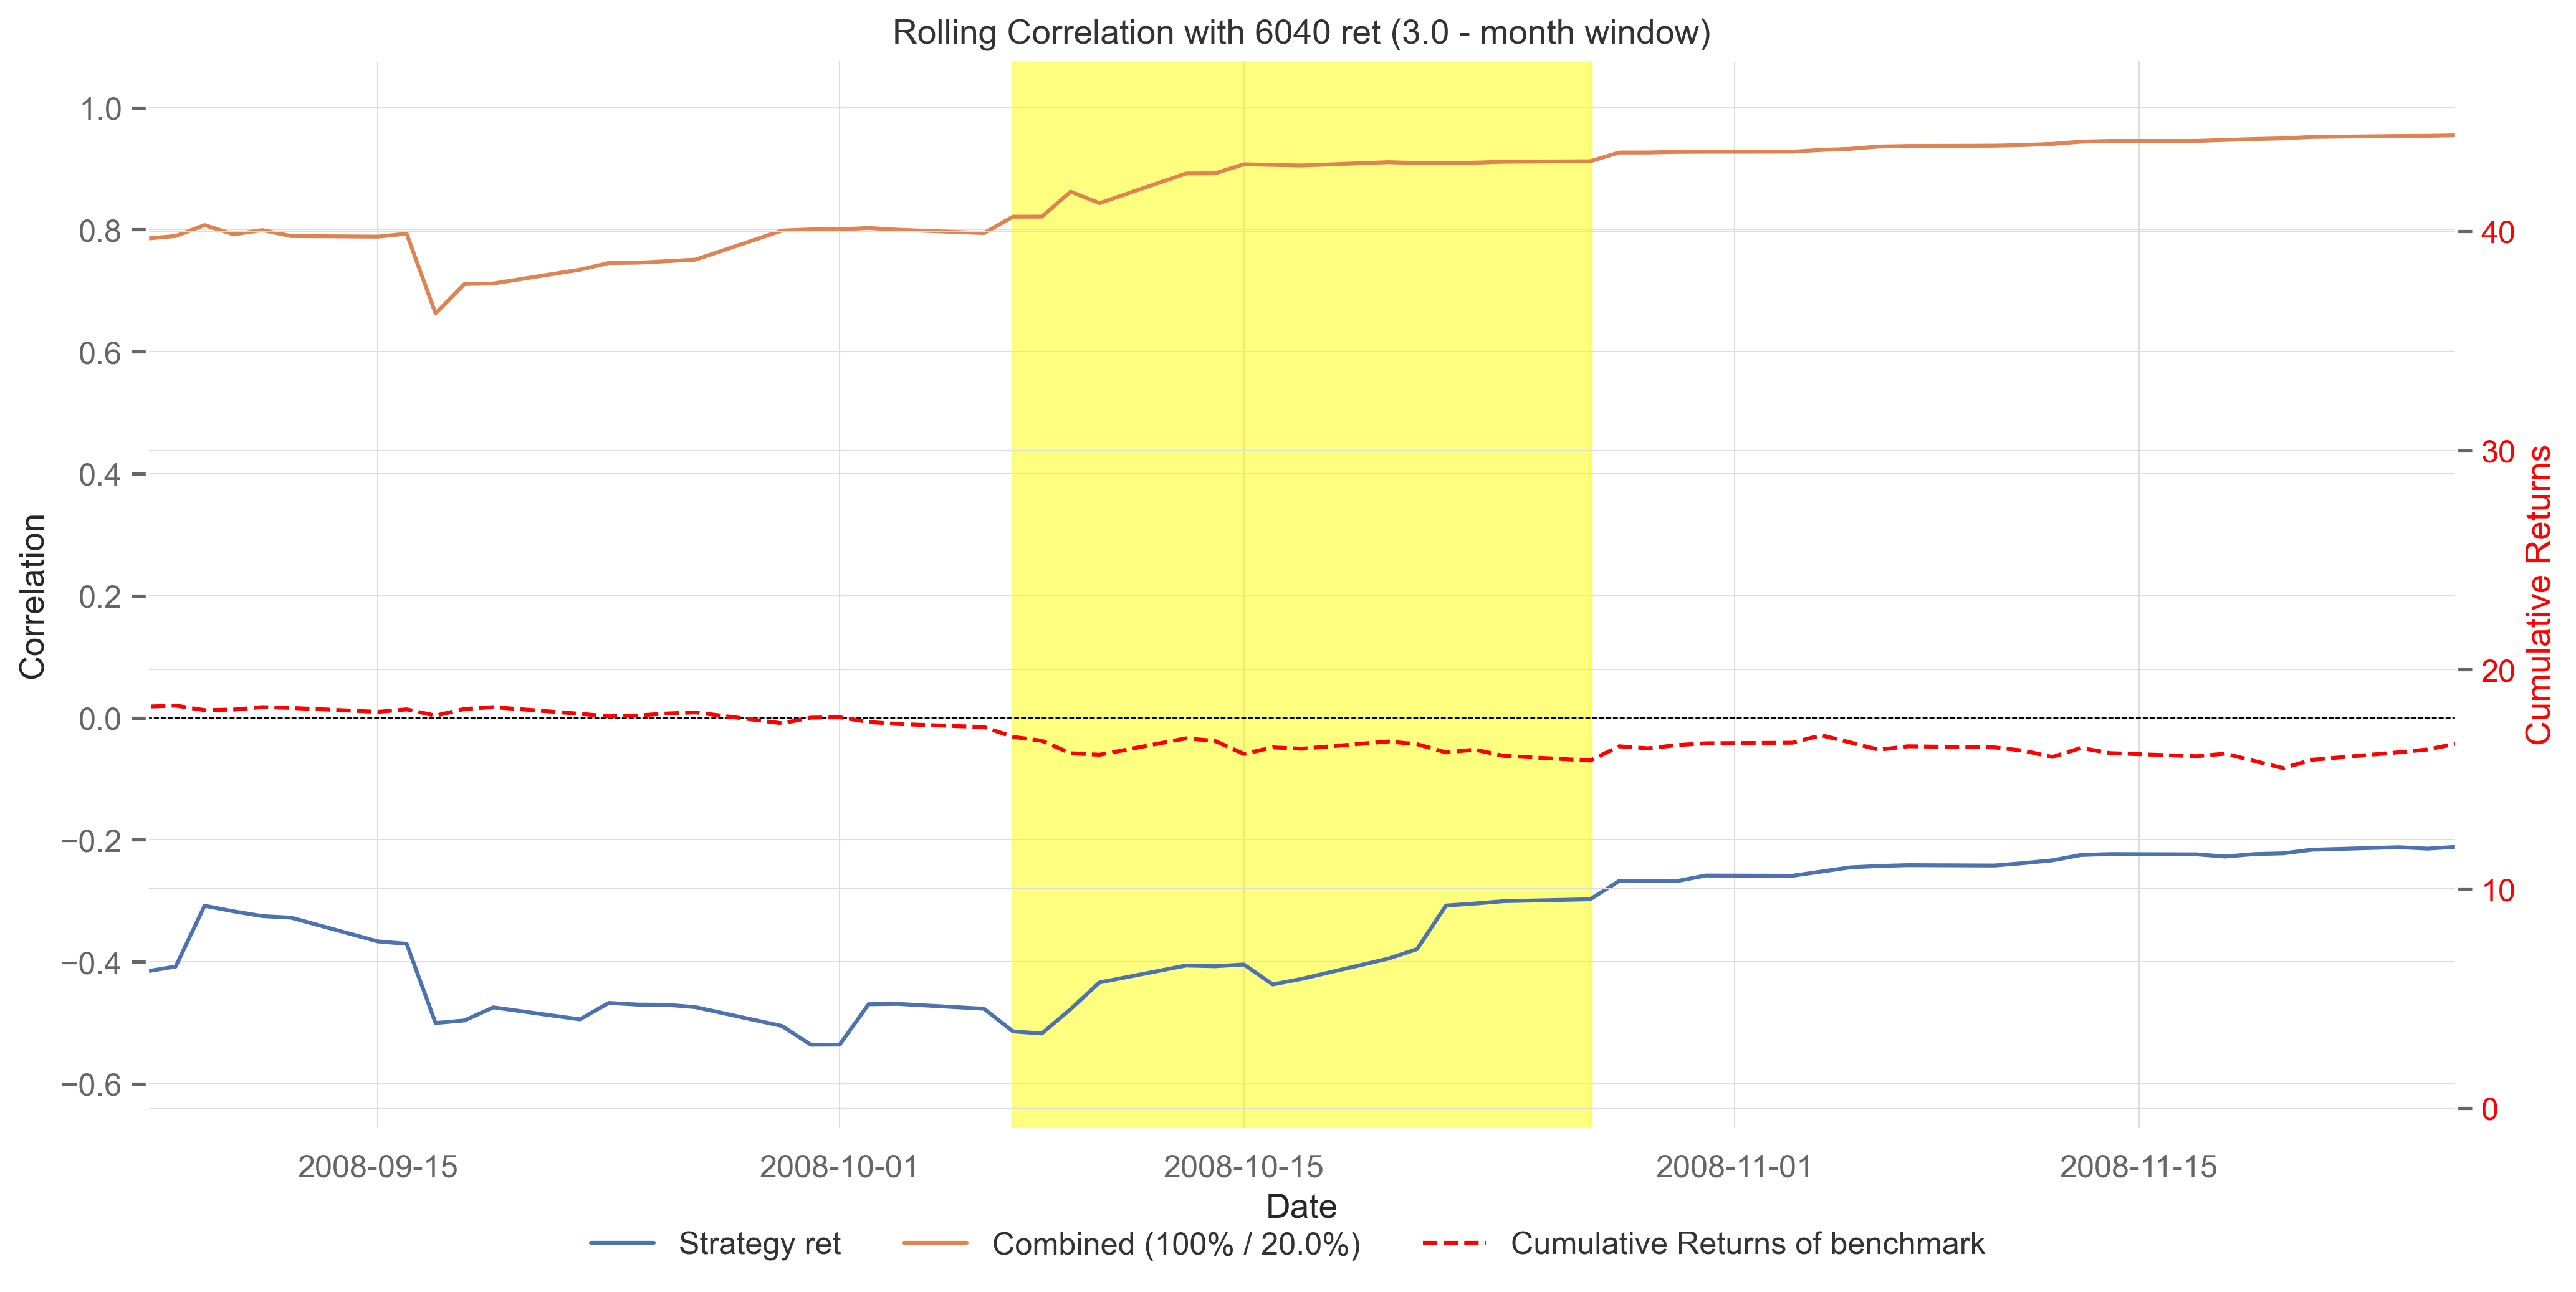 Rolling Correlation with 6040 ret (3.0 - month window)
1.0
0.8
0.6
0.4
0.2
0.0
−0.2
−0.4
−0.6
Correlation
40
30
20
10
0
Cumulative Returns
2008-09-15
2008-10-01
2008-10-15
2008-11-01
2008-11-15
Date
Strategy ret
Combined (100% / 20.0%)
Cumulative Returns of benchmark